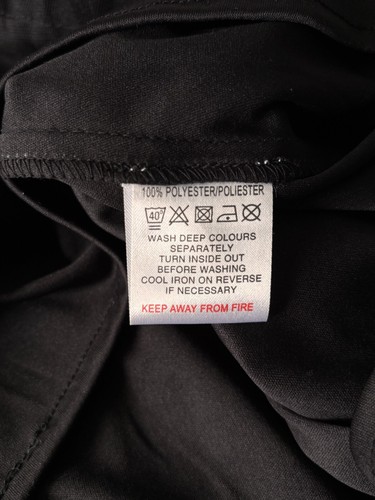 100% POLYESTER/POLIESTER
40°
WASH DEEP COLOURS
SEPARATELY
TURN INSIDE OUT
BEFORE WASHING
COOL IRON ON REVERSE
IF NECESSARY
KEEP AWAY FROM FIRE